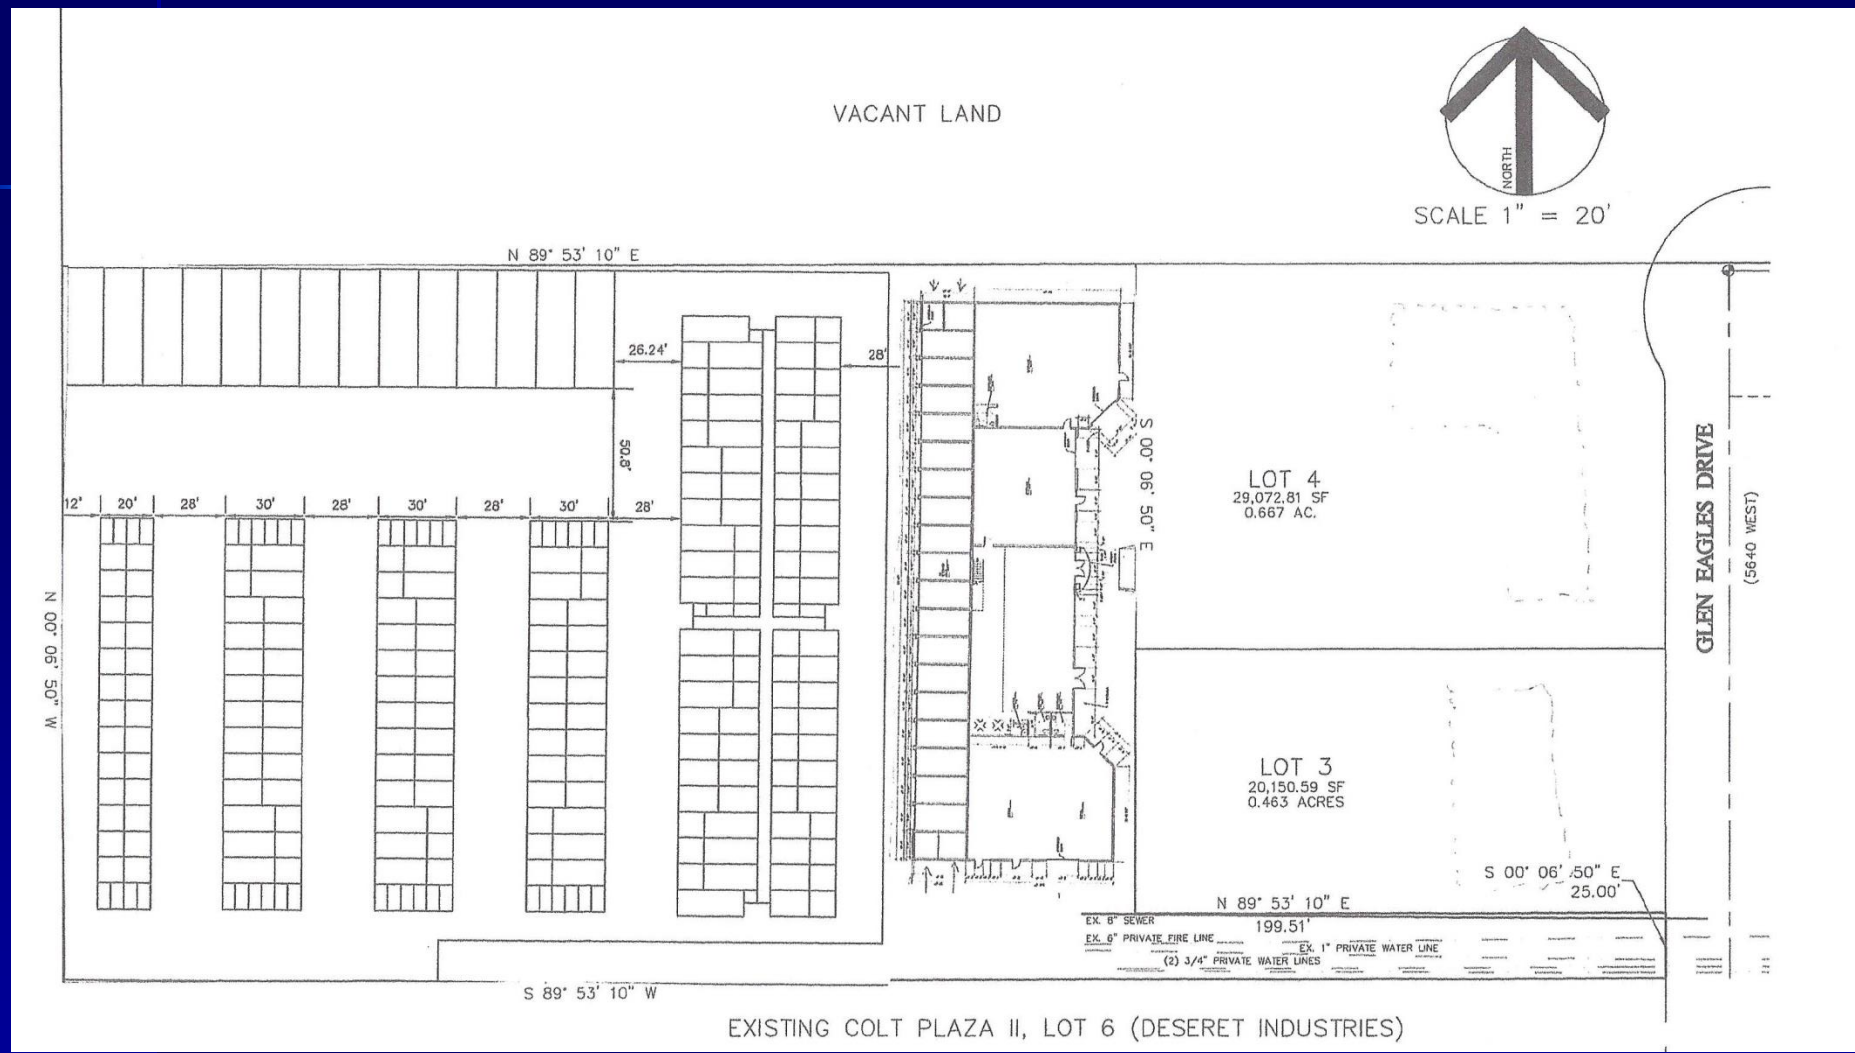 VACANT LAND
NORTH
SCALE 1" = 20'
N 89° 53' 10" E
26.24'
28'
50.8'
12'
20'
28'
30'
28'
30'
28'
30'
28'
N 00° 06' 50" W
S 00° 06' 50" E
LOT 4
29,072.81 SF
0.667 AC.
GLEN EAGLES DRIVE
(5640 WEST)
LOT 3
20,150.59 SF
0.463 ACRES
S 00° 06' 50" E
25.00'
N 89° 53' 10" E
199.51'
EX. 8" SEWER
EX. 6" PRIVATE FIRE LINE
EX. 1" PRIVATE WATER LINE
(2) 3/4" PRIVATE WATER LINES
S 89° 53' 10" W
EXISTING COLT PLAZA II, LOT 6 (DESERET INDUSTRIES)